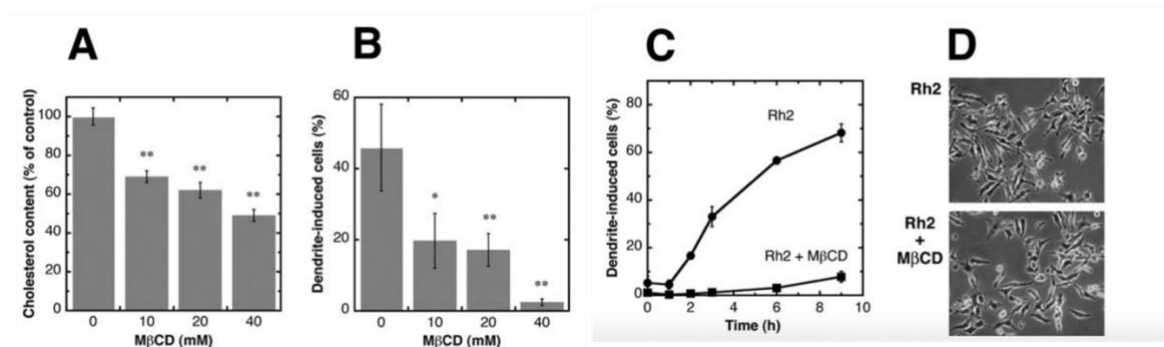 A
Cholesterol content (% of control)
100
80
60
40
20
0
**
**
**
0 10 20 40
MβCD (mM)
B
Dendrite-induced cells (%)
60
40
20
0
*
**
**
0 10 20 40
MβCD (mM)
C
Dendrite-induced cells (%)
80
60
40
20
0
Rh2
Rh2 + MβCD
0 2 4 6 8 10
Time (h)
D
Rh2
Rh2
+
MβCD